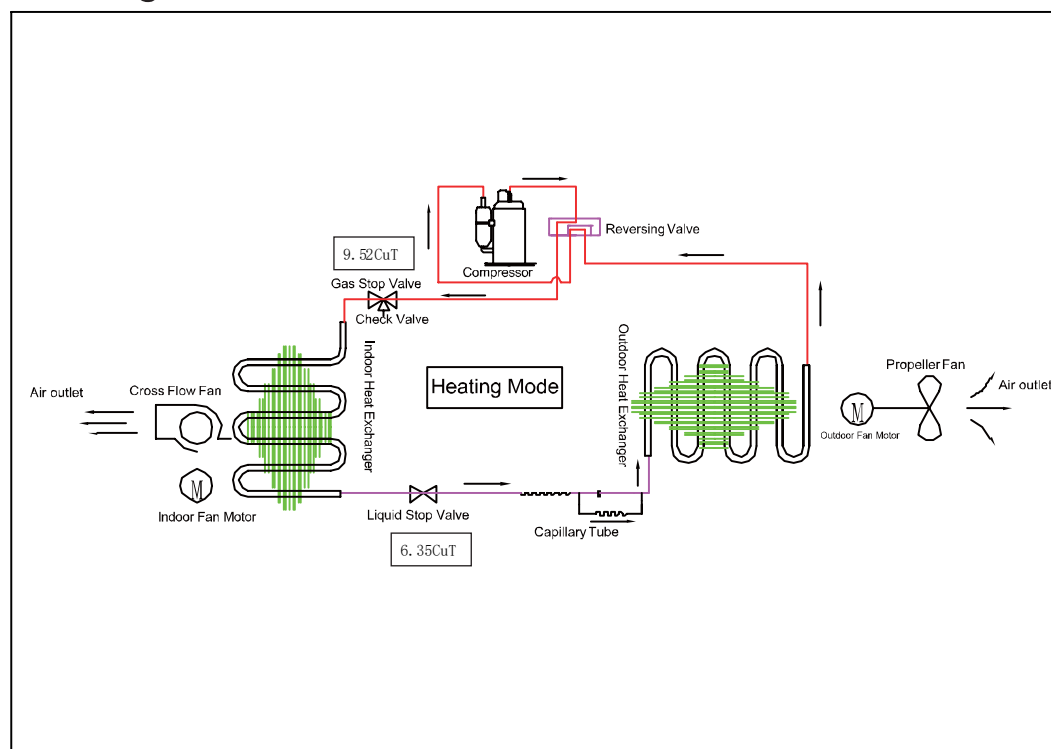 Reversing Valve
9.52CuT
Compressor
Gas Stop Valve
Check Valve
Indoor Heat Exchanger
Outdoor Heat Exchanger
Heating Mode
Propeller Fan
Air outlet
Cross Flow Fan
Air outlet
M
Outdoor Fan Motor
M
Indoor Fan Motor
Liquid Stop Valve
Capillary Tube
6.35CuT